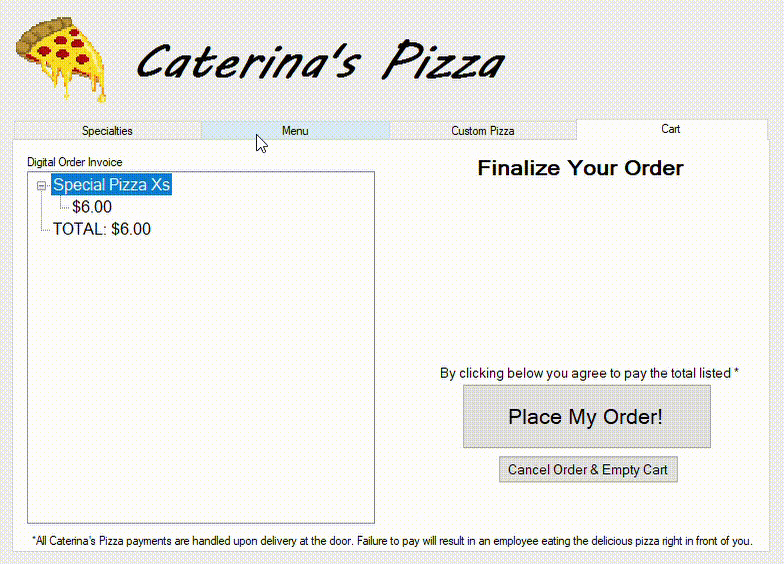 Caterina's Pizza
Specialties
Menu
Custom Pizza
Cart
Digital Order Invoice
Special Pizza Xs
$6.00
TOTAL: $6.00
Finalize Your Order
By clicking below you agree to pay the total listed *
Place My Order!
Cancel Order & Empty Cart
*All Caterina's Pizza payments are handled upon delivery at the door. Failure to pay will result in an employee eating the delicious pizza right in front of you.